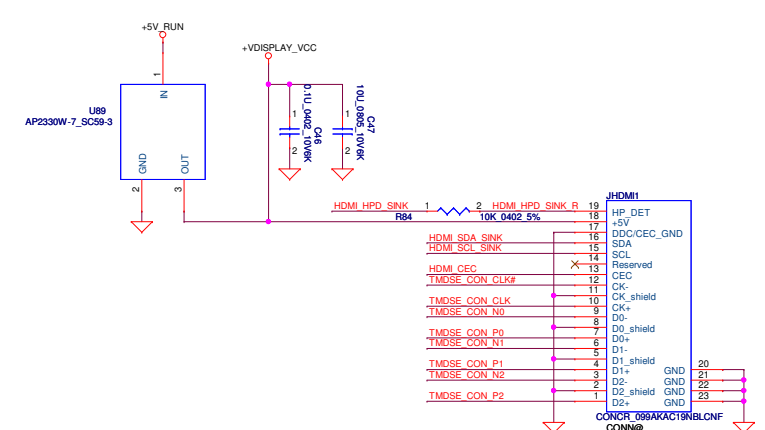 +5V_RUN
+VDISPLAY_VCC
1
IN
U89
AP2330W-7_SC59-3
GND
OUT
2
3
1
2
0.1U_0402_10V6K
C46
1
2
10U_0805_10V6K
C47
JHDMI1
HDMI_HPD_SINK 1 2 HDMI_HPD_SINK_R 19 HP_DET
R84 10K_0402_5% 18 +5V
17 DDC/CEC_GND
HDMI_SDA_SINK 16 SDA
HDMI_SCL_SINK 15 SCL
14 Reserved
HDMI_CEC 13 CEC
TMDSE_CON_CLK# 12 CK-
11 CK_shield
TMDSE_CON_CLK 10 CK+
TMDSE_CON_N0 9 D0-
8 D0_shield
TMDSE_CON_P0 7 D0+
TMDSE_CON_N1 6 D1-
5 D1_shield
TMDSE_CON_P1 4 D1+ GND 20
TMDSE_CON_N2 3 D2- GND 21
2 D2_shield GND 22
TMDSE_CON_P2 1 D2+ GND 23
CONCR_099AKAC19NBLCNF
CONN@